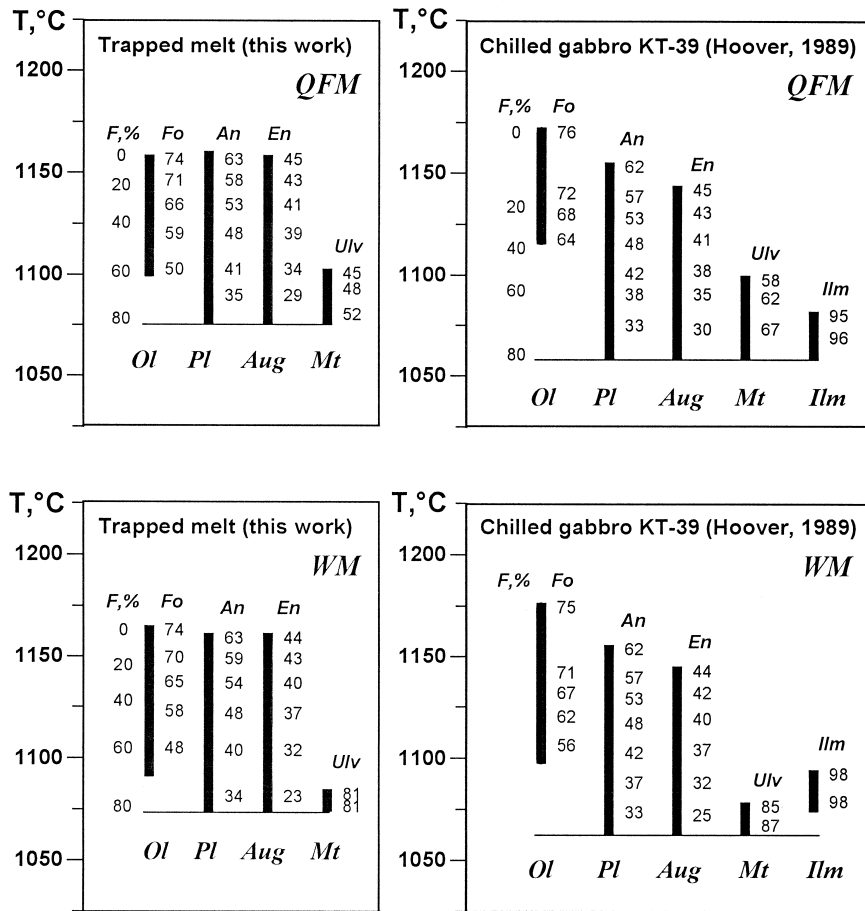 T,°C
Trapped melt (this work)
QFM
1200
1150
1100
1050
F,% Fo An En
0 74 63 45
20 71 58 43
40 66 53 41
59 48 39
Ulv
60 50 41 34 45
35 29 48
80 52
Ol Pl Aug Mt
T,°C
Chilled gabbro KT-39 (Hoover, 1989)
QFM
1200
1150
1100
1050
F,% Fo
0 76
An
62
En
45
72 57 43
20 68 53
40 64 48 41
Ulv
42 38 58
60 38 35 62
Ilm
33 30 67 95
96
80
Ol Pl Aug Mt Ilm
T,°C
Trapped melt (this work)
WM
1200
1150
1100
1050
F,% Fo An En
0 74 63 44
20 70 59 43
40 65 54 40
58 48 37
60 48 40 32
Ulv
80 34 23 81
81
Ol Pl Aug Mt
T,°C
Chilled gabbro KT-39 (Hoover, 1989)
WM
1200
1150
1100
1050
F,% Fo
75
An
62
En
44
71 57 42
67 53
62 48 40
56 42 37
Ilm
98
37 32
Ulv
85 98
33 25 87
Ol Pl Aug Mt Ilm